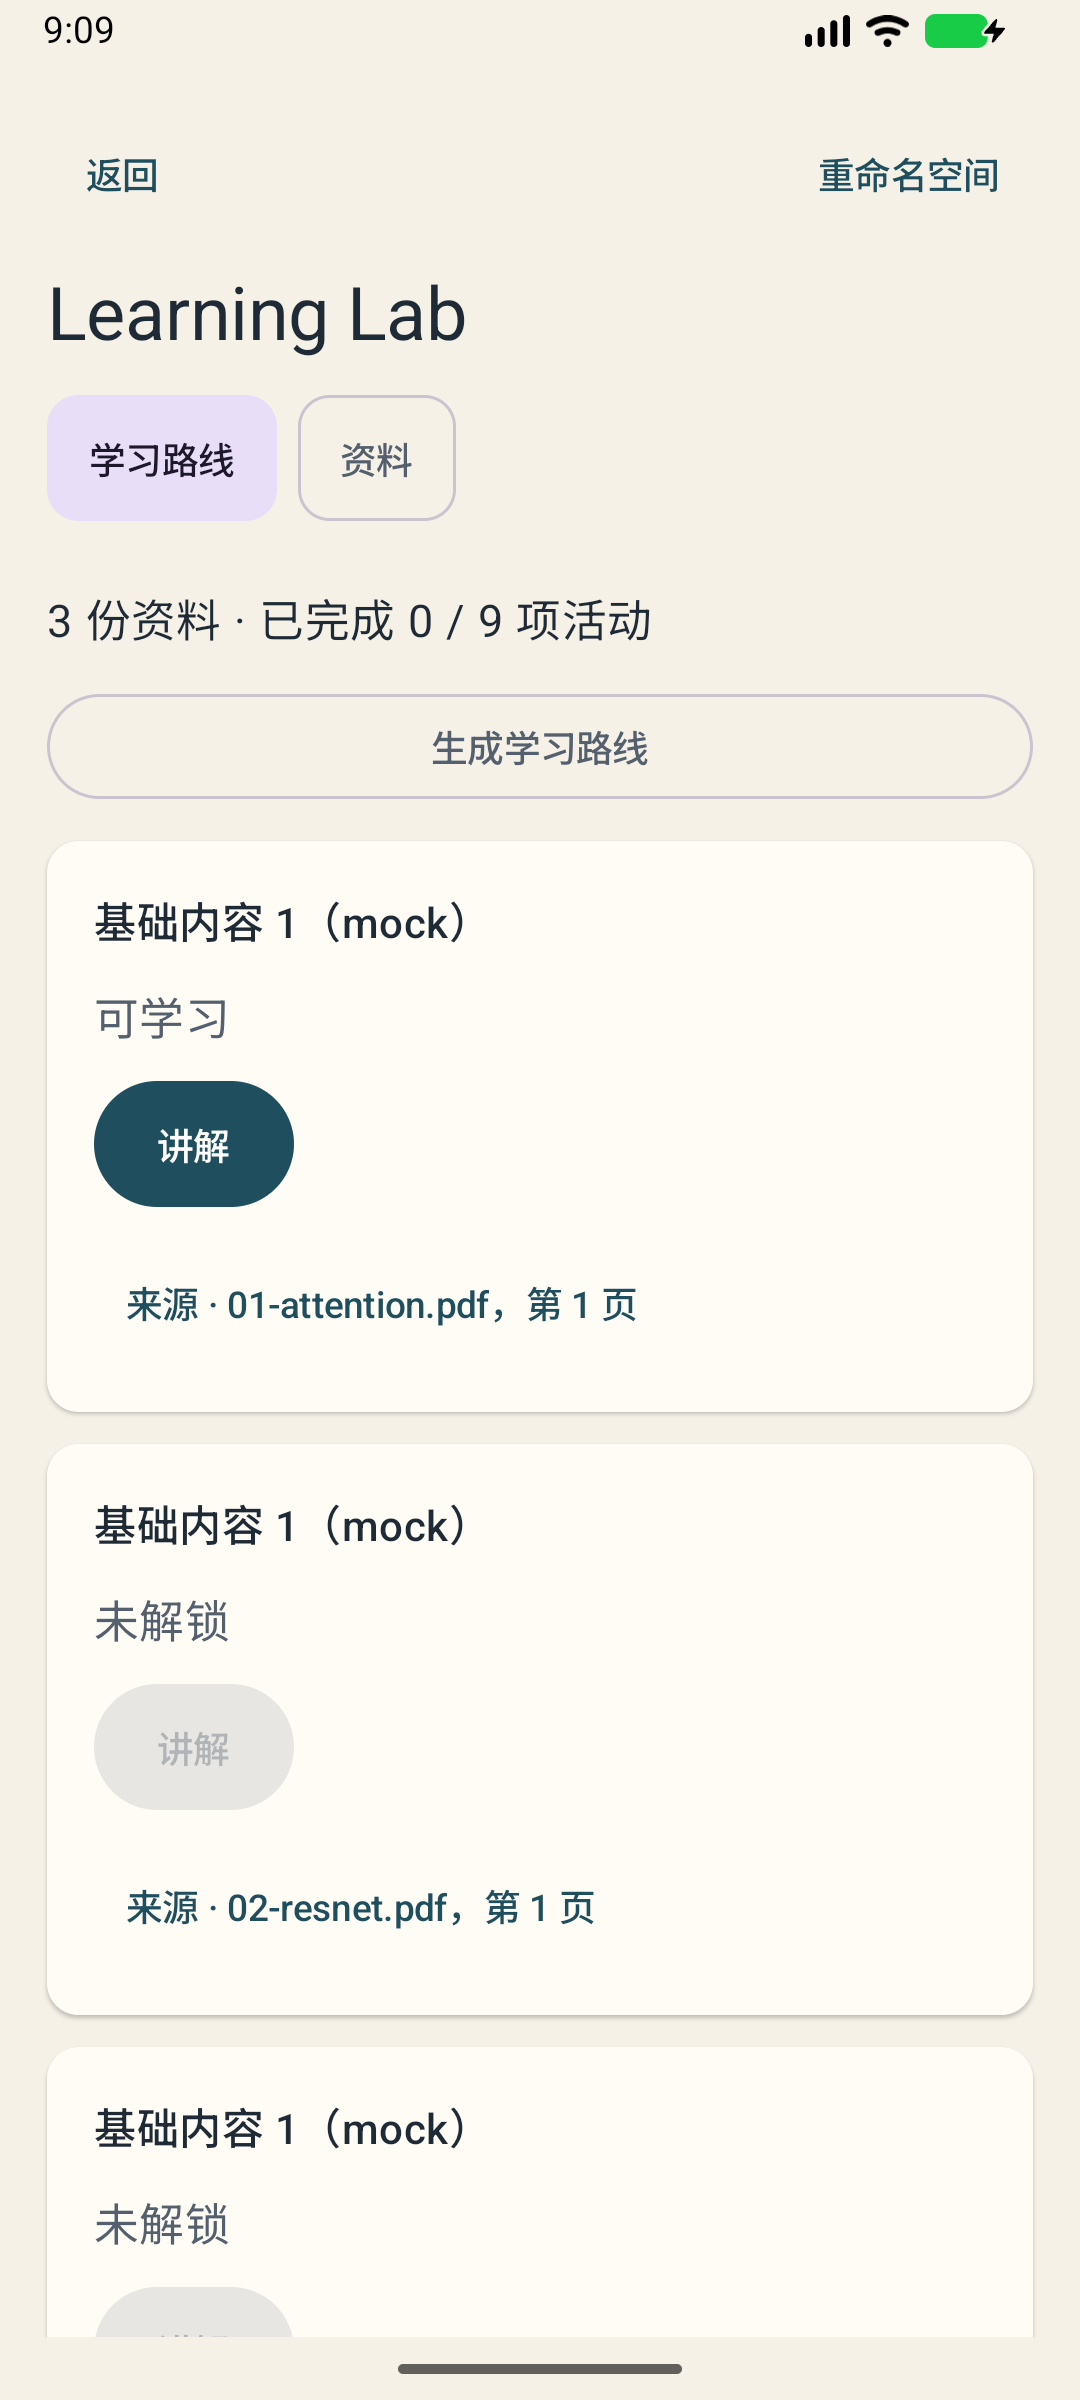 9:09
返回
重命名空间
Learning Lab
学习路线
资料
3 份资料 · 已完成 0 / 9 项活动
生成学习路线
基础内容 1（mock）
可学习
讲解
来源 · 01-attention.pdf，第 1 页
基础内容 1（mock）
未解锁
讲解
来源 · 02-resnet.pdf，第 1 页
基础内容 1（mock）
未解锁